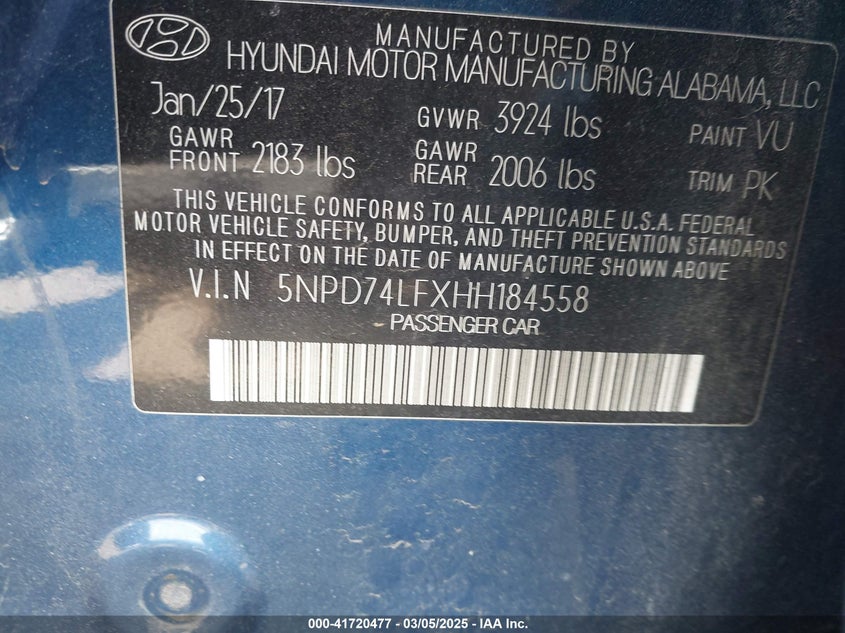 MANUFACTURED BY
HYUNDAI MOTOR MANUFACTURING ALABAMA, LLC
Jan/25/17 GVWR 3924 lbs PAINT VU
GAWR FRONT 2183 lbs GAWR REAR 2006 lbs TRIM PK
THIS VEHICLE CONFORMS TO ALL APPLICABLE U.S.A. FEDERAL
MOTOR VEHICLE SAFETY, BUMPER, AND THEFT PREVENTION STANDARDS
IN EFFECT ON THE DATE OF MANUFACTURE SHOWN ABOVE
V.I.N 5NPD74LFXHH184558
PASSENGER CAR
000-41720477 — 03/05/2025 — IAA Inc.